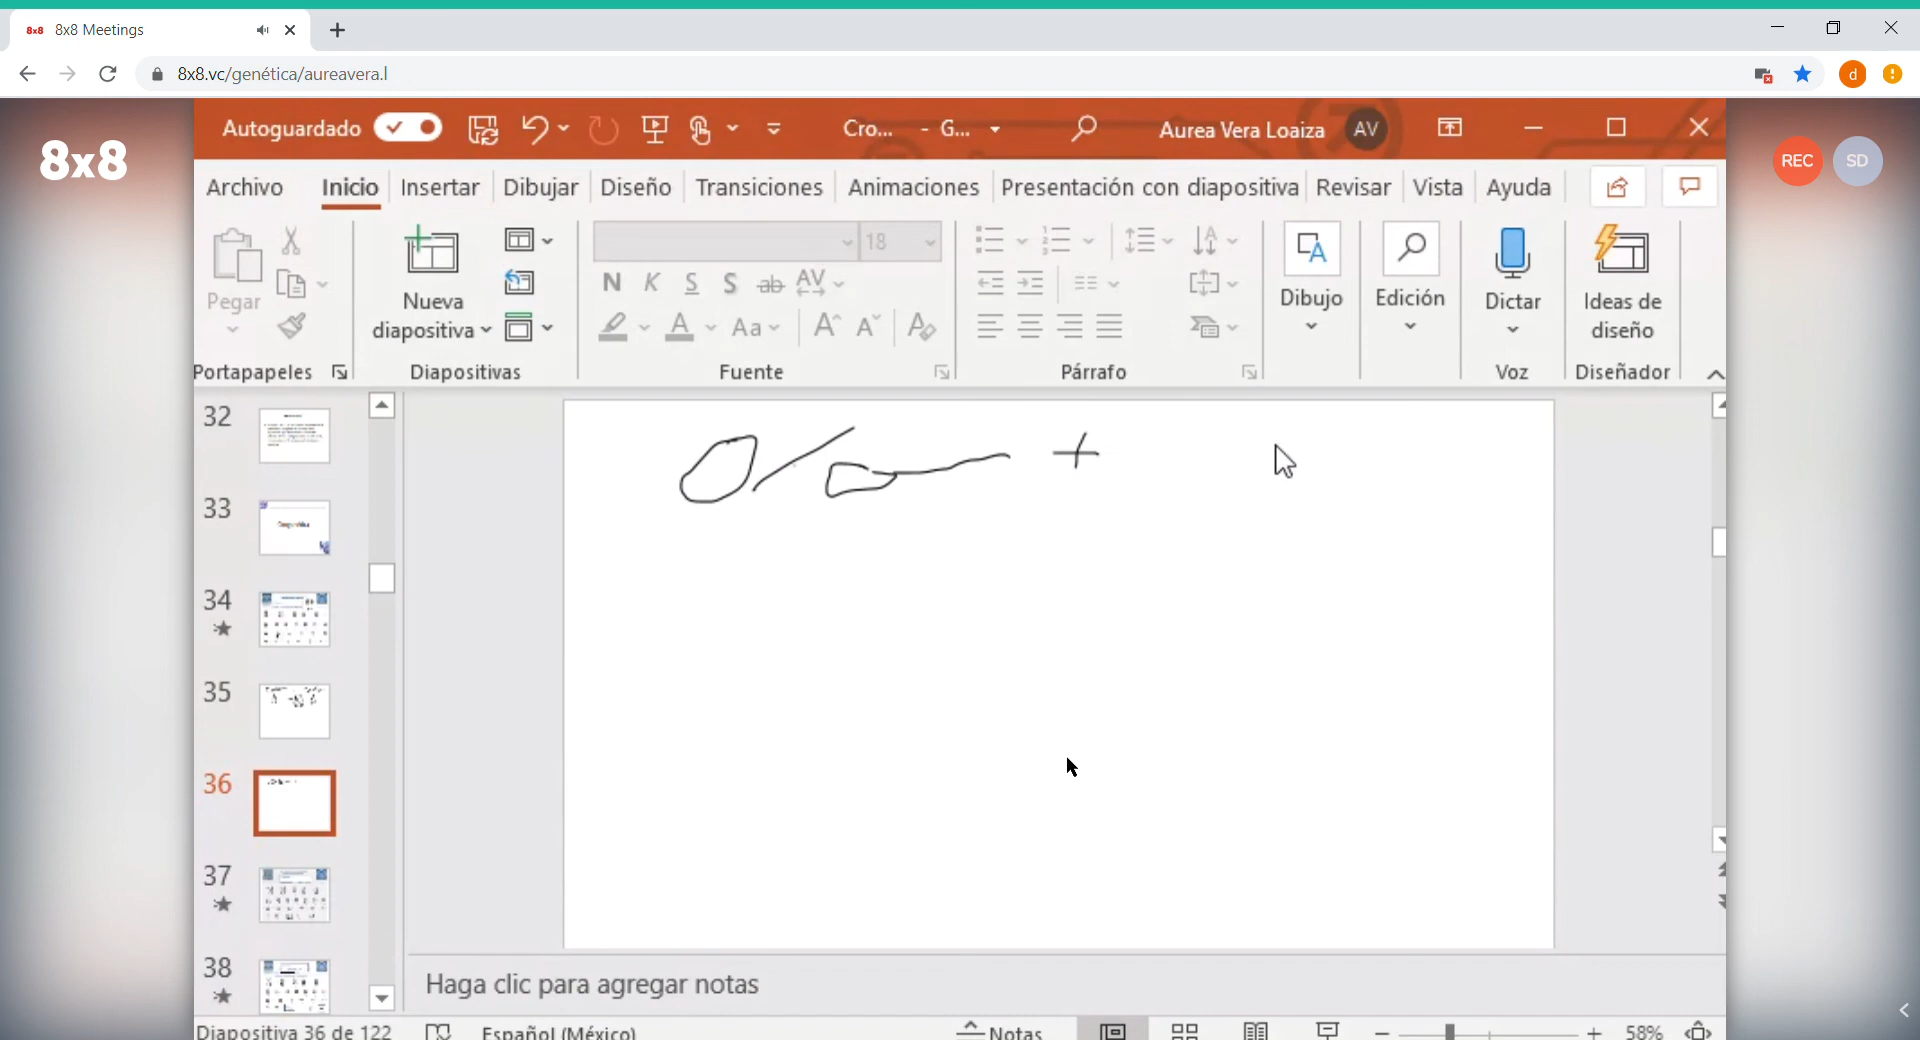 8x8 8x8 Meetings
8x8.vc/genética/aureavera.l
d
8x8
Autoguardado
Cro... - G...
Aurea Vera Loaiza
AV
REC
SD
Archivo Inicio Insertar Dibujar Diseño Transiciones Animaciones Presentación con diapositiva Revisar Vista Ayuda
18
N K S S ab AV
Pegar
Nueva
diapositiva
Aa A A
Dibujo
Edición
Dictar
Ideas de
diseño
Portapapeles Diapositivas Fuente Párrafo Voz Diseñador
32
33
34
35
36
37
38
+
Haga clic para agregar notas
Diapositiva 36 de 122 Español (México) Notas 58%